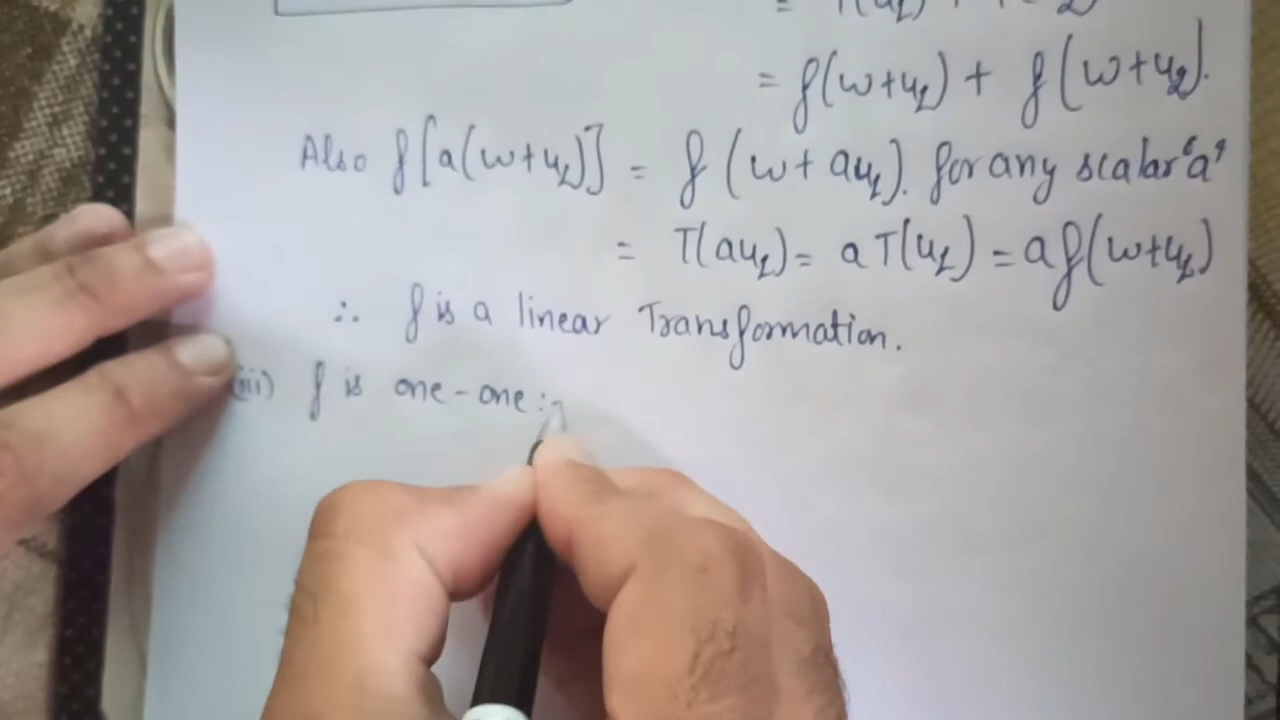 = f(w+u₁) + f(w+u₂).
Also f[a(w+u₁)] = f(w+au₁). for any scalar 'a'
= T(au₁) = aT(u₁) = af(w+u₁)
∴ f is a linear Transformation.
(iii) f is one-one:-